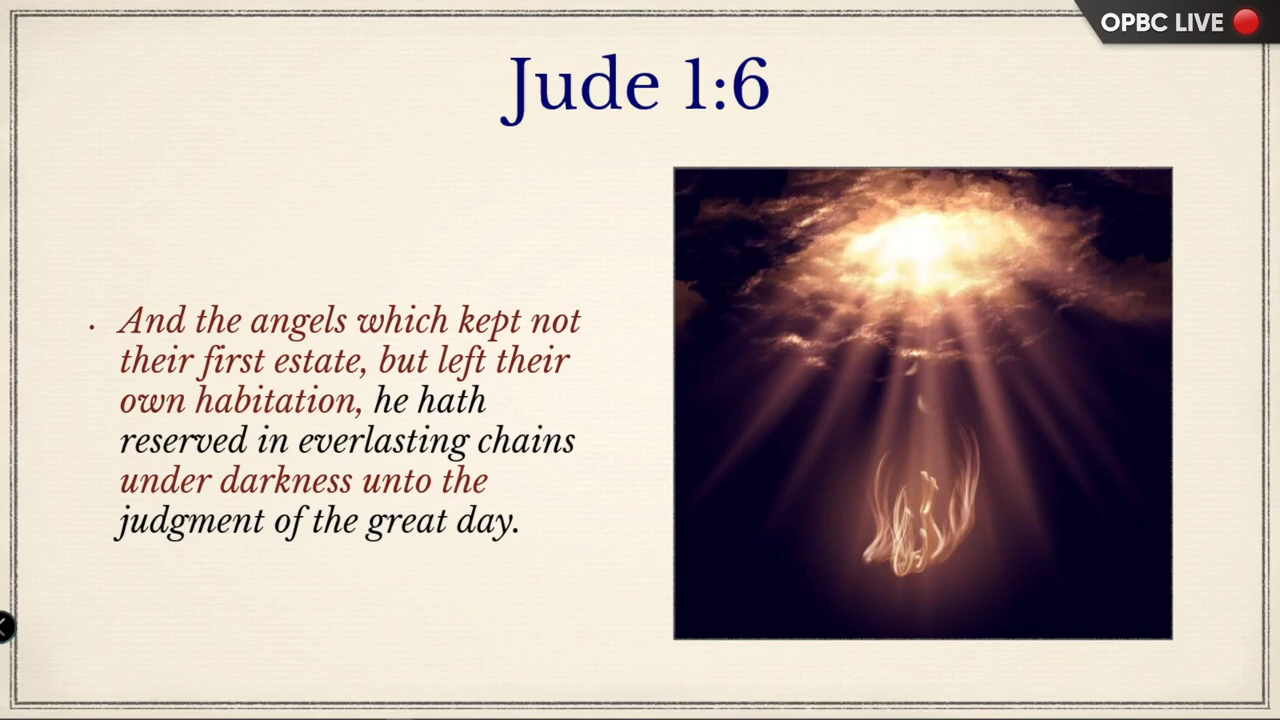 OPBC LIVE
Jude 1:6
· And the angels which kept not
their first estate, but left their
own habitation, he hath
reserved in everlasting chains
under darkness unto the
judgment of the great day.